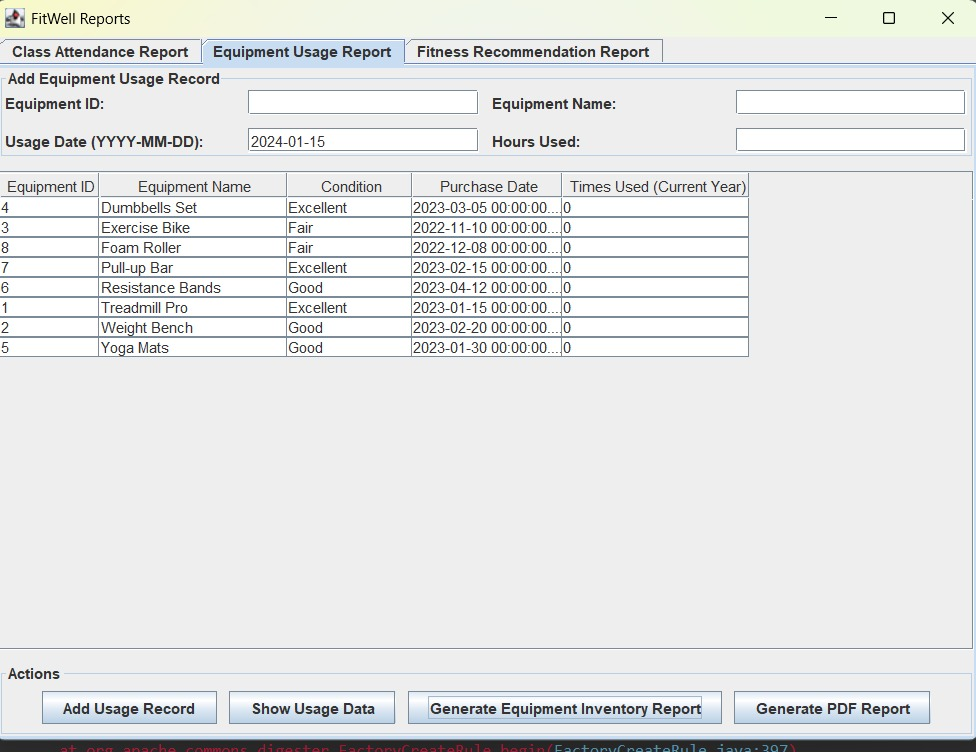 FitWell Reports
Class Attendance Report Equipment Usage Report Fitness Recommendation Report
Add Equipment Usage Record
Equipment ID: Equipment Name:
Usage Date (YYYY-MM-DD): 2024-01-15 Hours Used:
Equipment ID Equipment Name Condition Purchase Date Times Used (Current Year)
4 Dumbbells Set Excellent 2023-03-05 00:00:00... 0
3 Exercise Bike Fair 2022-11-10 00:00:00... 0
8 Foam Roller Fair 2022-12-08 00:00:00... 0
7 Pull-up Bar Excellent 2023-02-15 00:00:00... 0
6 Resistance Bands Good 2023-04-12 00:00:00... 0
1 Treadmill Pro Excellent 2023-01-15 00:00:00... 0
2 Weight Bench Good 2023-02-20 00:00:00... 0
5 Yoga Mats Good 2023-01-30 00:00:00... 0
Actions
Add Usage Record Show Usage Data Generate Equipment Inventory Report Generate PDF Report
at org.apache.commons.digester.FactoryCreateRule.begin(FactoryCreateRule.java:397)